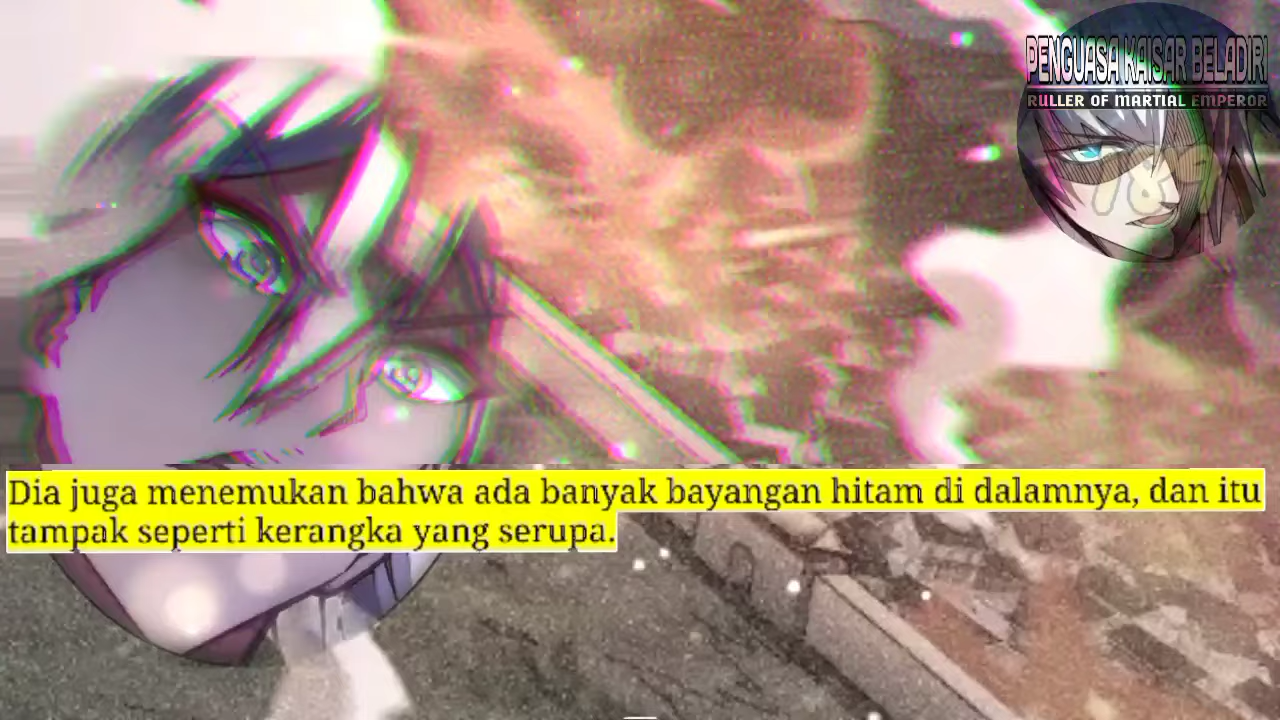 PENGUASA KAISAR BELADIRI
RULLER OF MARTIAL EMPEROR
Dia juga menemukan bahwa ada banyak bayangan hitam di dalamnya, dan itu
tampak seperti kerangka yang serupa.